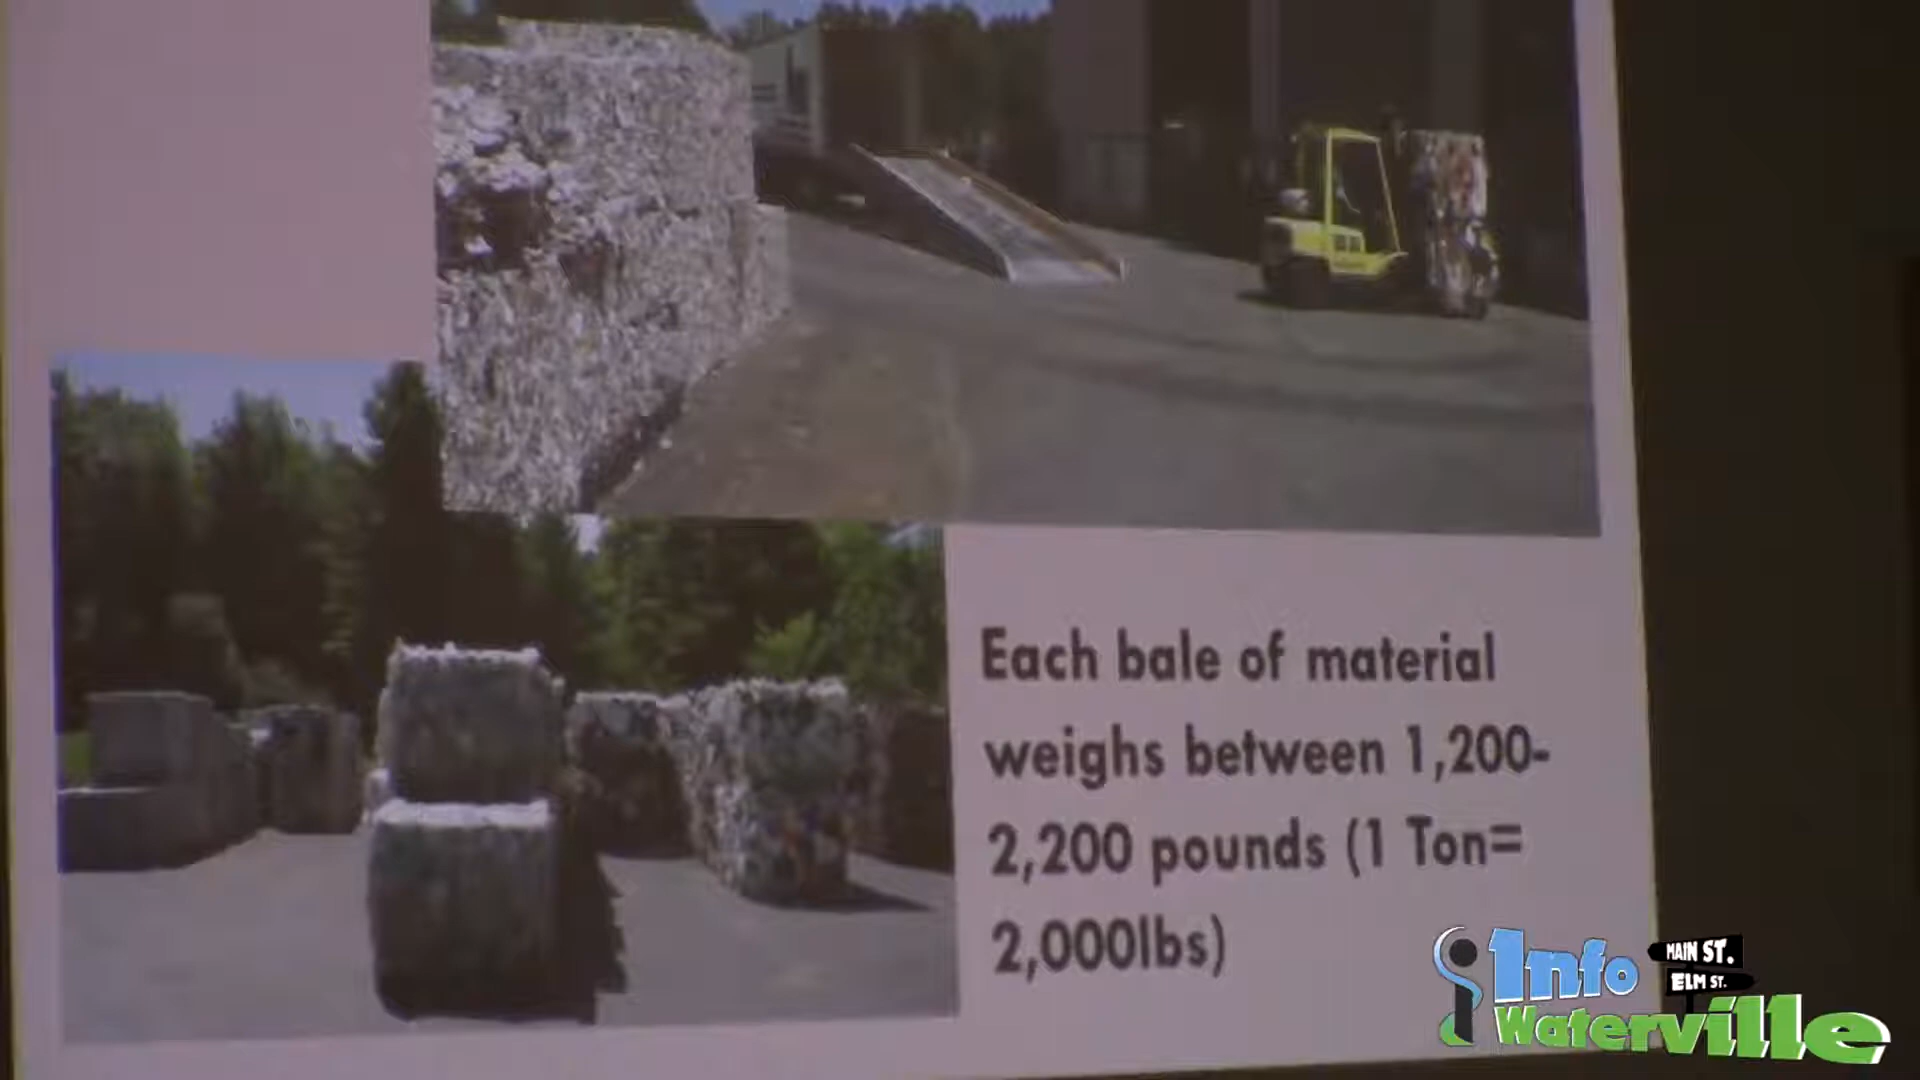 Each bale of material
weighs between 1,200-
2,200 pounds (1 Ton=
2,000lbs)
Info
MAIN ST.
ELM ST.
Waterville